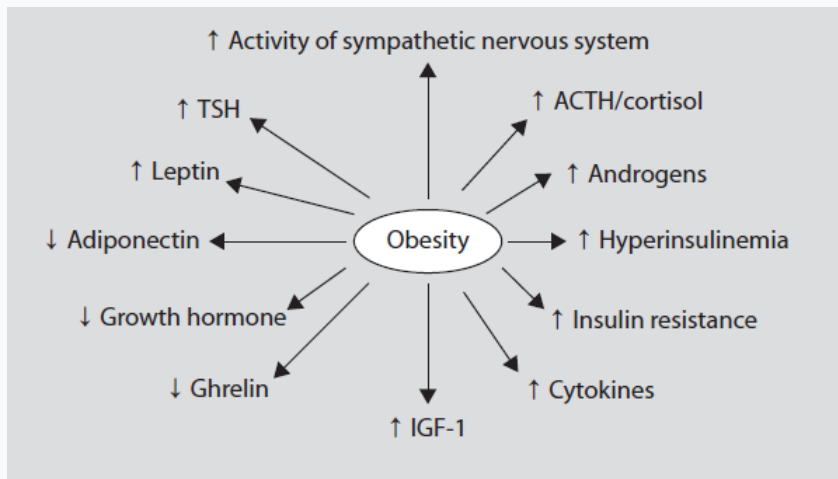 ↑ Activity of sympathetic nervous system
↑ TSH
↑ ACTH/cortisol
↑ Leptin
↑ Androgens
↓ Adiponectin
Obesity
↑ Hyperinsulinemia
↓ Growth hormone
↑ Insulin resistance
↓ Ghrelin
↑ Cytokines
↑ IGF-1